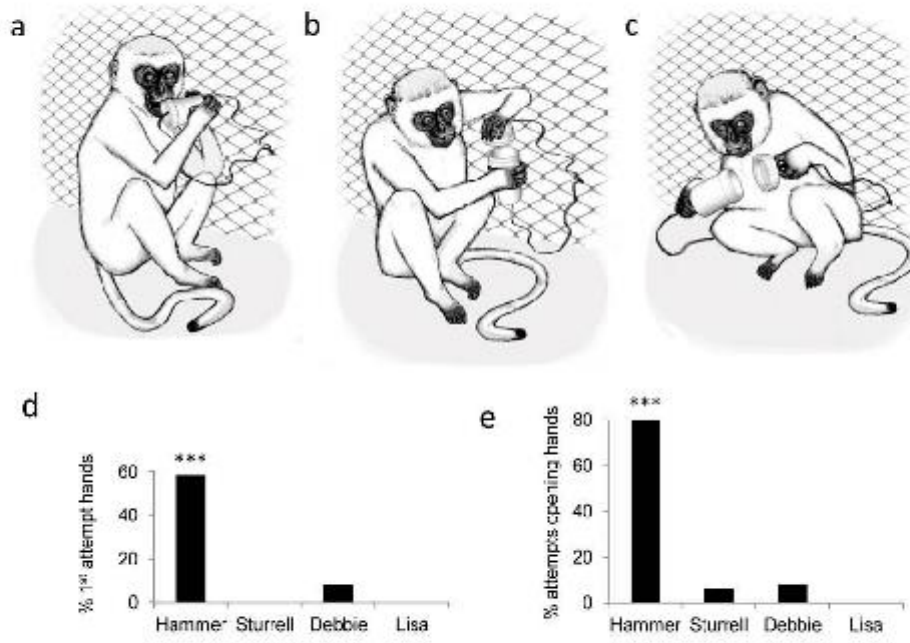 a
b
c
d
% 1st attempt hands
60
40
20
0
***
Hammer
Sturrell
Debbie
Lisa
e
% attempts opening hands
80
60
40
20
0
***
Hammer
Sturrell
Debbie
Lisa